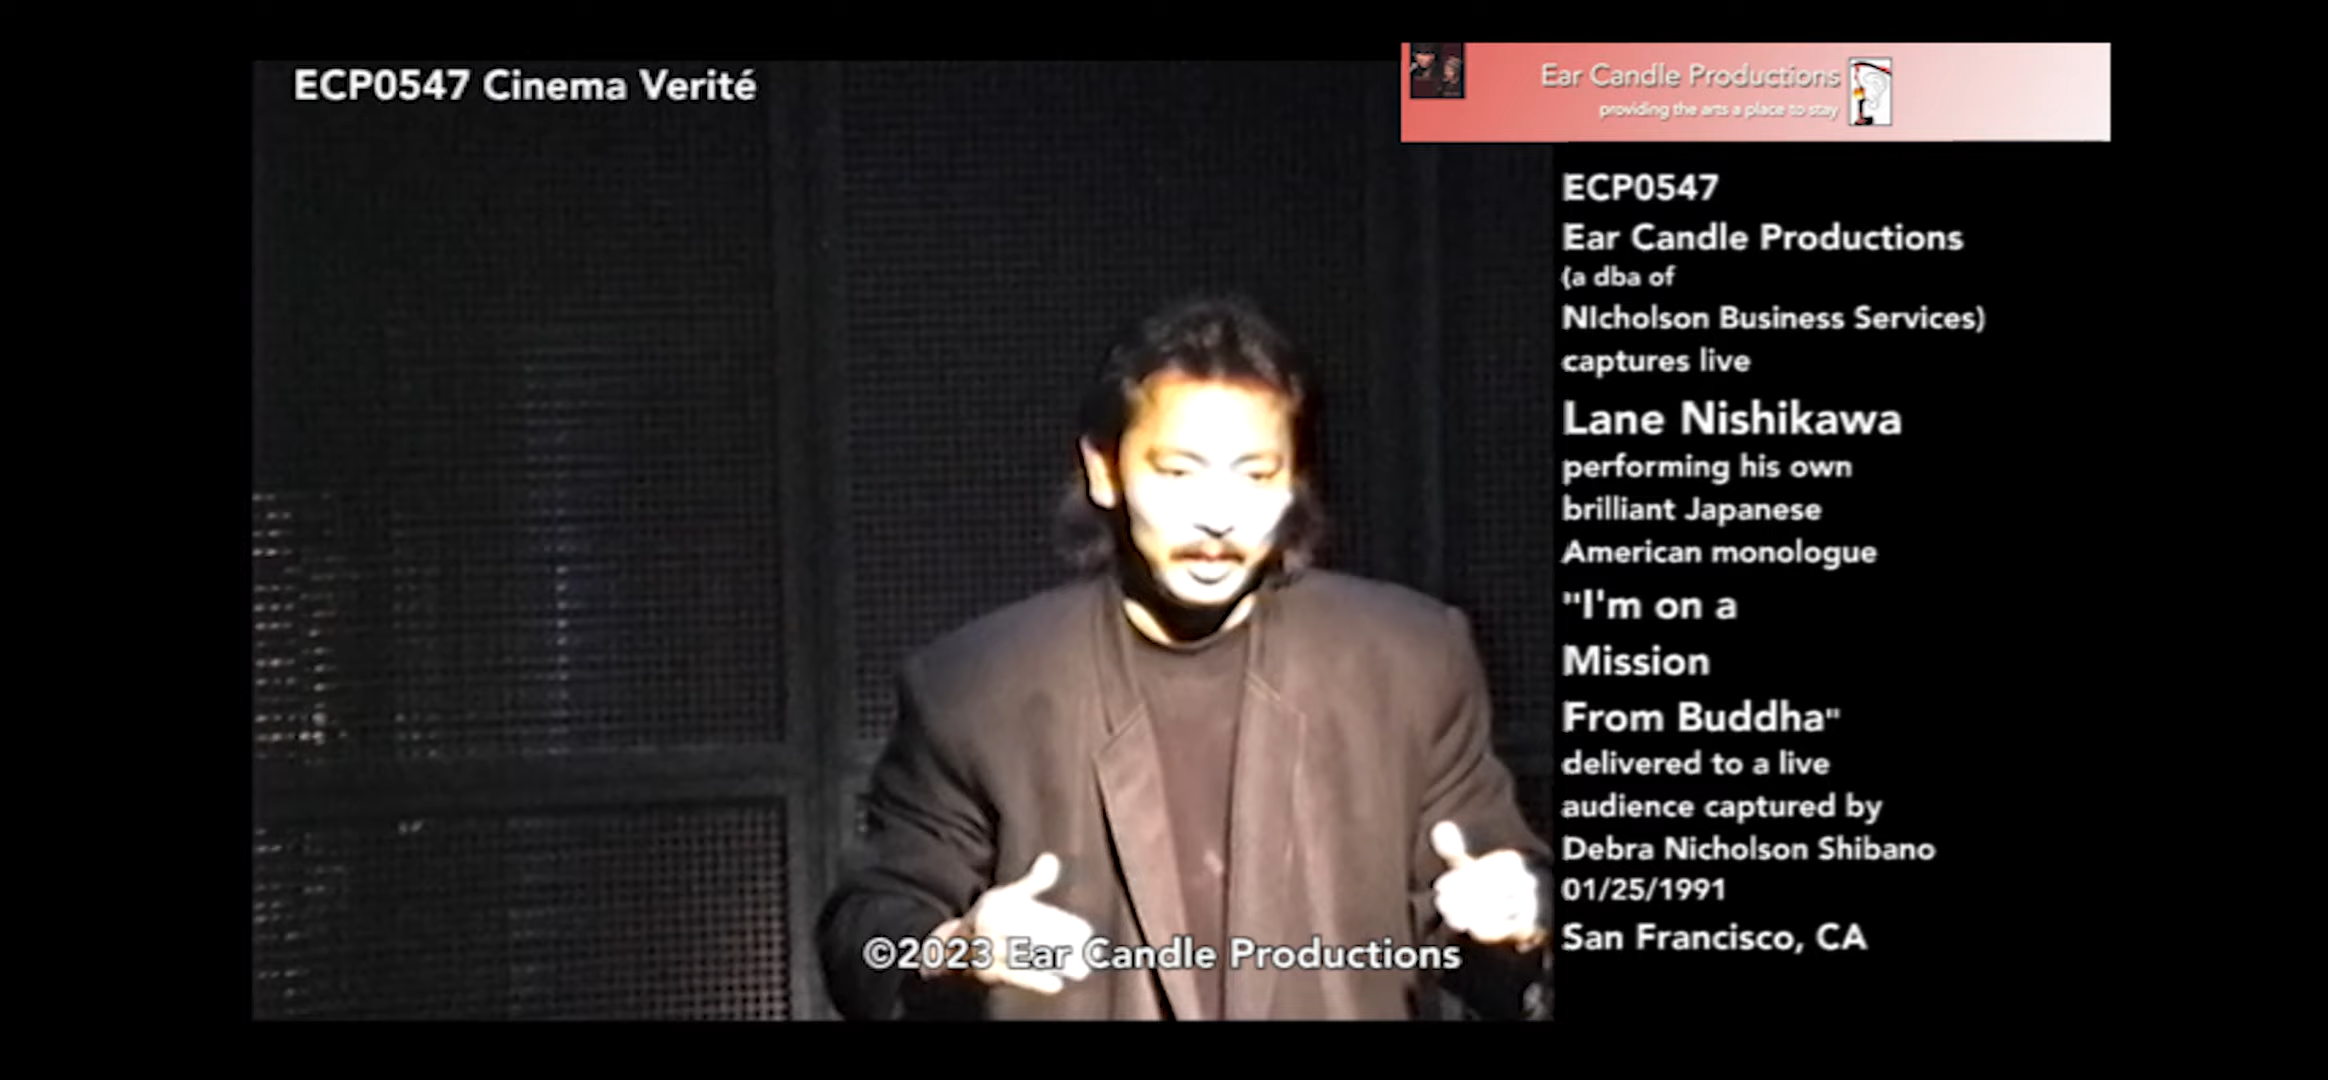 ECP0547 Cinema Verité
Ear Candle Productions
providing the arts a place to stay
ECP0547
Ear Candle Productions
(a dba of
NIcholson Business Services)
captures live
Lane Nishikawa
performing his own
brilliant Japanese
American monologue
"I'm on a
Mission
From Buddha"
delivered to a live
audience captured by
Debra Nicholson Shibano
01/25/1991
San Francisco, CA
©2023 Ear Candle Productions